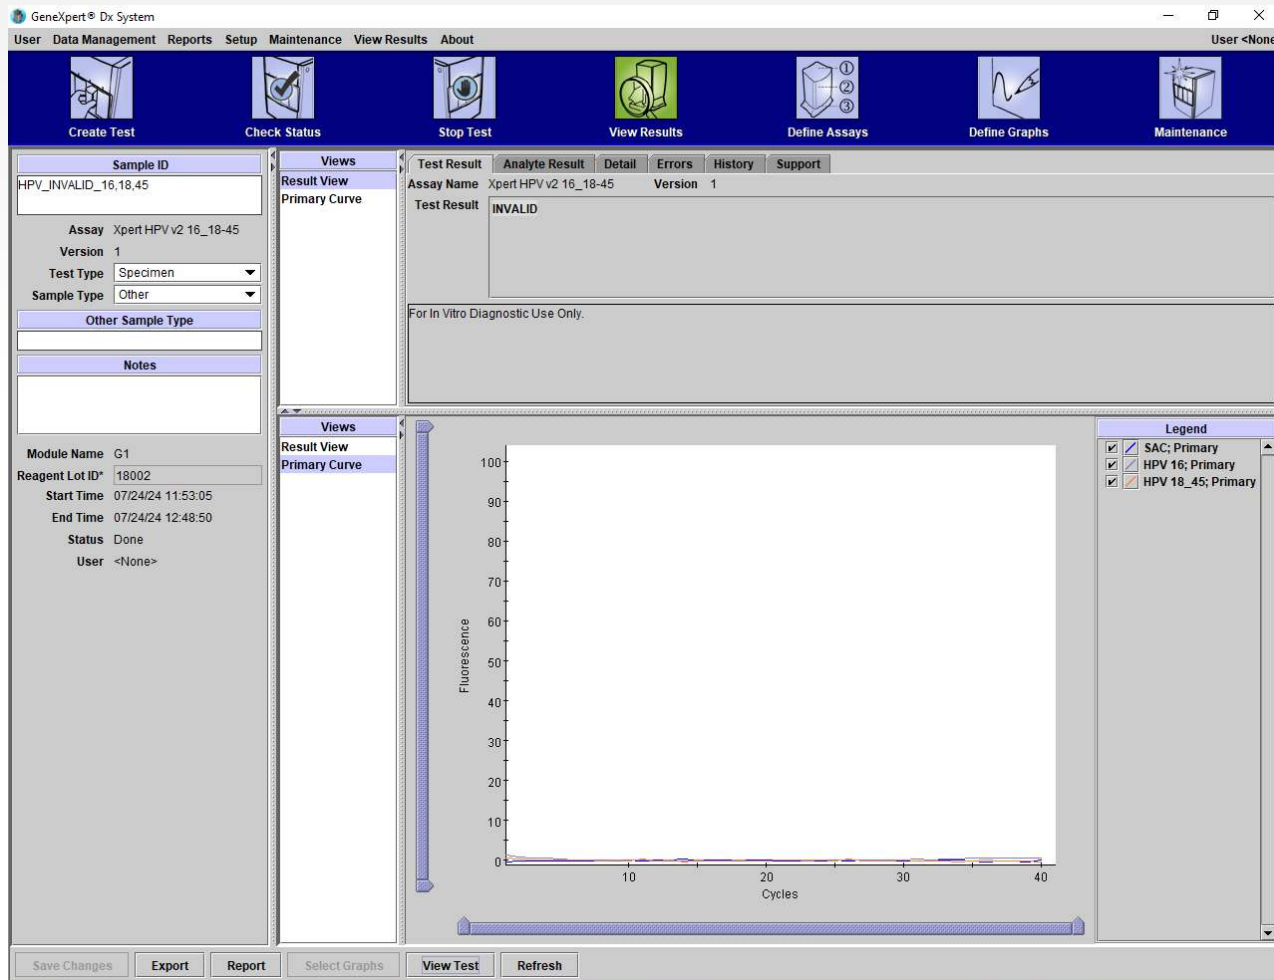 GeneXpert® Dx System
User Data Management Reports Setup Maintenance View Results About User <None
①
②
③
Create Test Check Status Stop Test View Results Define Assays Define Graphs Maintenance
Sample ID
HPV_INVALID_16,18,45
Assay Xpert HPV v2 16_18-45
Version 1
Test Type Specimen
Sample Type Other
Other Sample Type
Notes
Module Name G1
Reagent Lot ID* 18002
Start Time 07/24/24 11:53:05
End Time 07/24/24 12:48:50
Status Done
User <None>
Views
Result View
Primary Curve
Test Result Analyte Result Detail Errors History Support
Assay Name Xpert HPV v2 16_18-45 Version 1
Test Result INVALID
For In Vitro Diagnostic Use Only.
Views
Result View
Primary Curve
100
90
80
70
60
50
40
30
20
10
0
Fluorescence
10 20 30 40
Cycles
Legend
SAC; Primary
HPV 16; Primary
HPV 18_45; Primary
Save Changes Export Report Select Graphs View Test Refresh